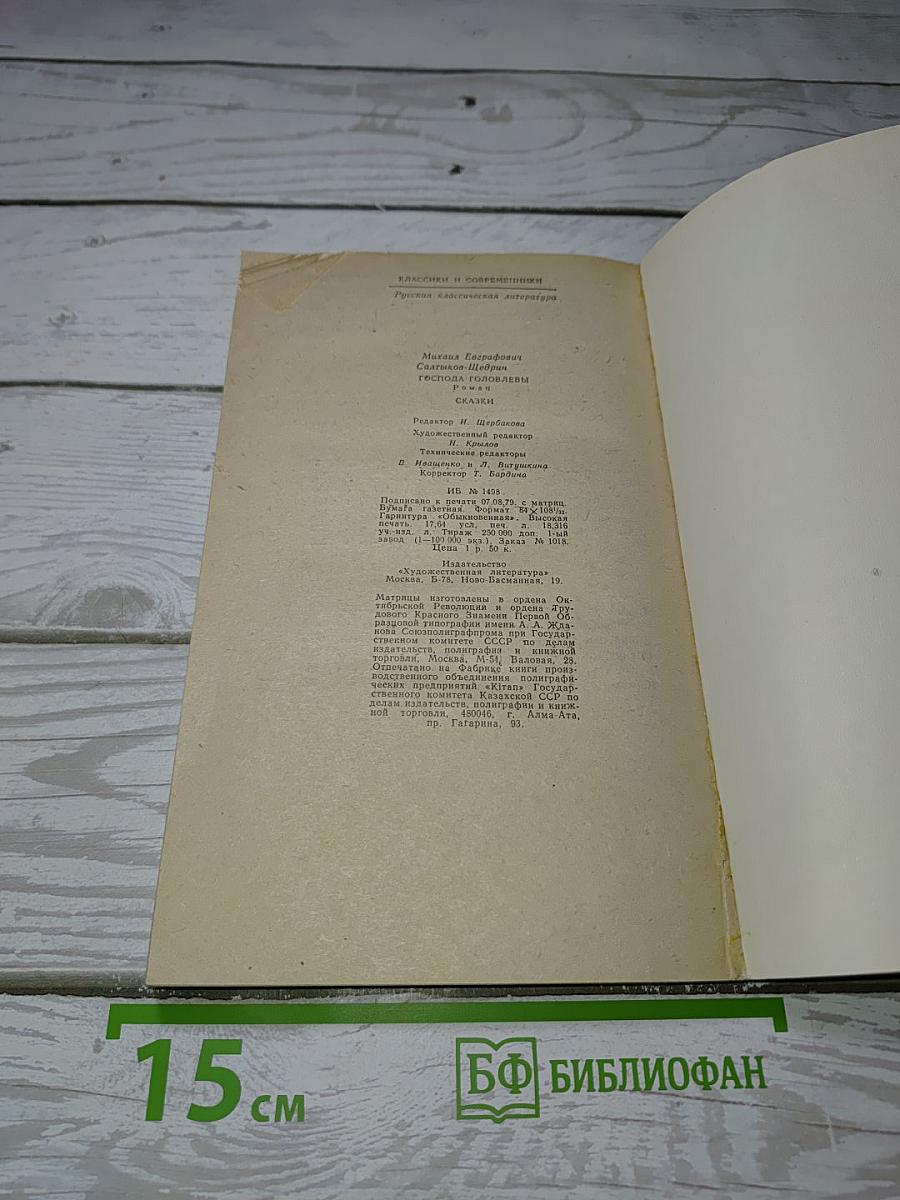 КЛАССИКИ И СОВРЕМЕННИКИ
Русская классическая литература
Михаил Евграфович
Салтыков-Щедрин
ГОСПОДА ГОЛОВЛЕВЫ
Роман
СКАЗКИ
Редактор И. Щербакова
Художественный редактор
Н. Крылов
Технические редакторы
В. Иващенко и Л. Витушкина
Корректор Т. Бардина
ИБ № 1498
Подписано к печати 07.08.79. с матриц.
Бумага газетная. Формат 84×108¹/₃₂.
Гарнитура «Обыкновенная». Высокая
печать. 17,64 усл. печ. л. 18,316
уч.-изд. л. Тираж 250 000 доп. 1-ый
завод (1—100 000 экз.). Заказ № 1018.
Цена 1 р. 50 к.
Издательство
«Художественная литература»
Москва, Б-78, Ново-Басманная, 19.
Матрицы изготовлены в ордена Ок-
тябрьской Революции и ордена Тру-
дового Красного Знамени Первой Об-
разцовой типографии имени А. А. Жда-
нова Союзполиграфпрома при Государ-
ственном комитете СССР по делам
издательств, полиграфии и книжной
торговли, Москва, М-54, Валовая, 28.
Отпечатано на Фабрике книги произ-
водственного объединения полиграфи-
ческих предприятий «Кітап» Государ-
ственного комитета Казахской ССР по
делам издательств, полиграфии и книж-
ной торговли, 480046, г. Алма-Ата,
пр. Гагарина, 93.
15 см
БФ БИБЛИОФАН